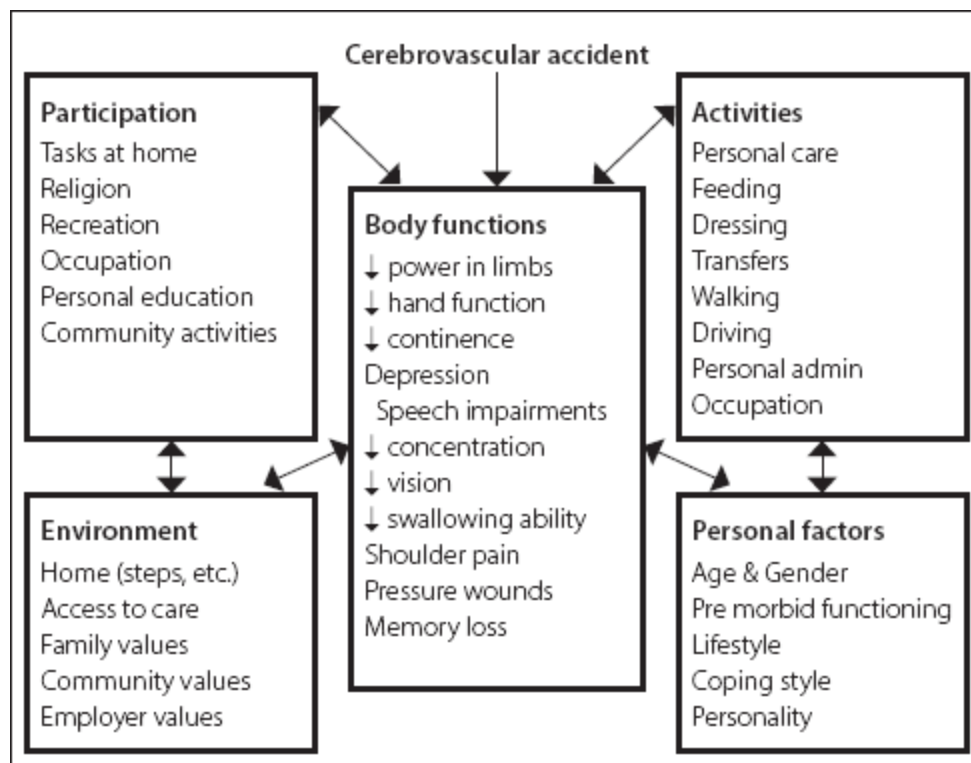 Cerebrovascular accident
Participation
Tasks at home
Religion
Recreation
Occupation
Personal education
Community activities
Body functions
↓ power in limbs
↓ hand function
↓ continence
Depression
Speech impairments
↓ concentration
↓ vision
↓ swallowing ability
Shoulder pain
Pressure wounds
Memory loss
Activities
Personal care
Feeding
Dressing
Transfers
Walking
Driving
Personal admin
Occupation
Environment
Home (steps, etc.)
Access to care
Family values
Community values
Employer values
Personal factors
Age & Gender
Pre morbid functioning
Lifestyle
Coping style
Personality